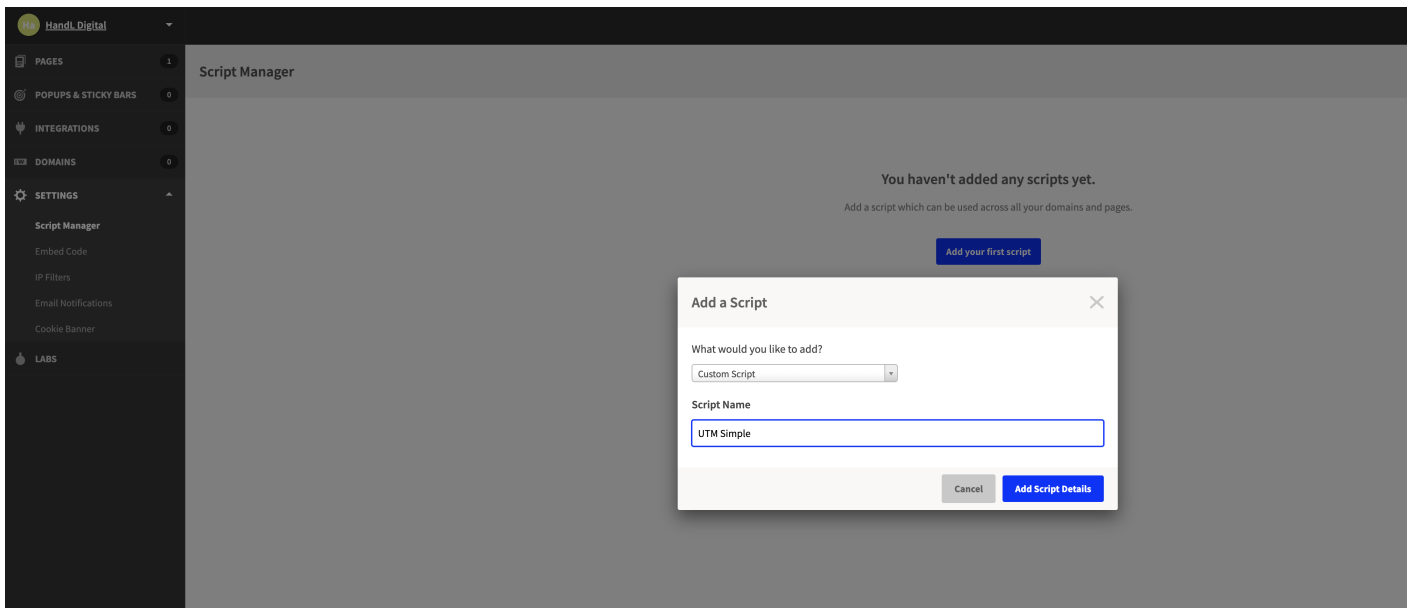 Ha HandL Digital
PAGES 1
POPUPS & STICKY BARS 0
INTEGRATIONS 0
DOMAINS 0
SETTINGS
Script Manager
Embed Code
IP Filters
Email Notifications
Cookie Banner
LABS
Script Manager
You haven't added any scripts yet.
Add a script which can be used across all your domains and pages.
Add your first script
Add a Script
What would you like to add?
Custom Script
Script Name
UTM Simple
Cancel Add Script Details